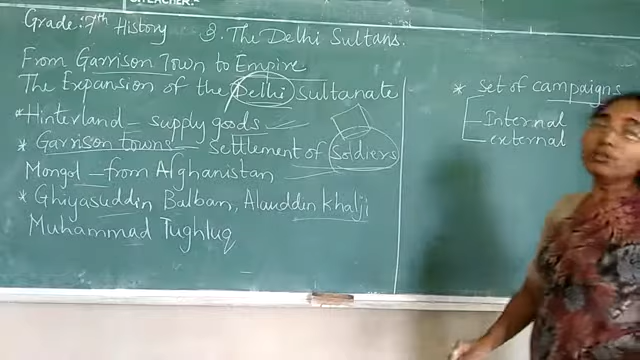 TEACHER.
Grade: 7th History 3. The Delhi Sultans.
From Garrison Town to Empire
The Expansion of the Delhi Sultanate
* Hinterland - supply goods
* Garrison towns - Settlement of Soldiers
Mongol - from Afghanistan
* Ghiyasuddin Balban, Alauddin Khalji
Muhammad Tughluq
* Set of campaigns
Internal
external